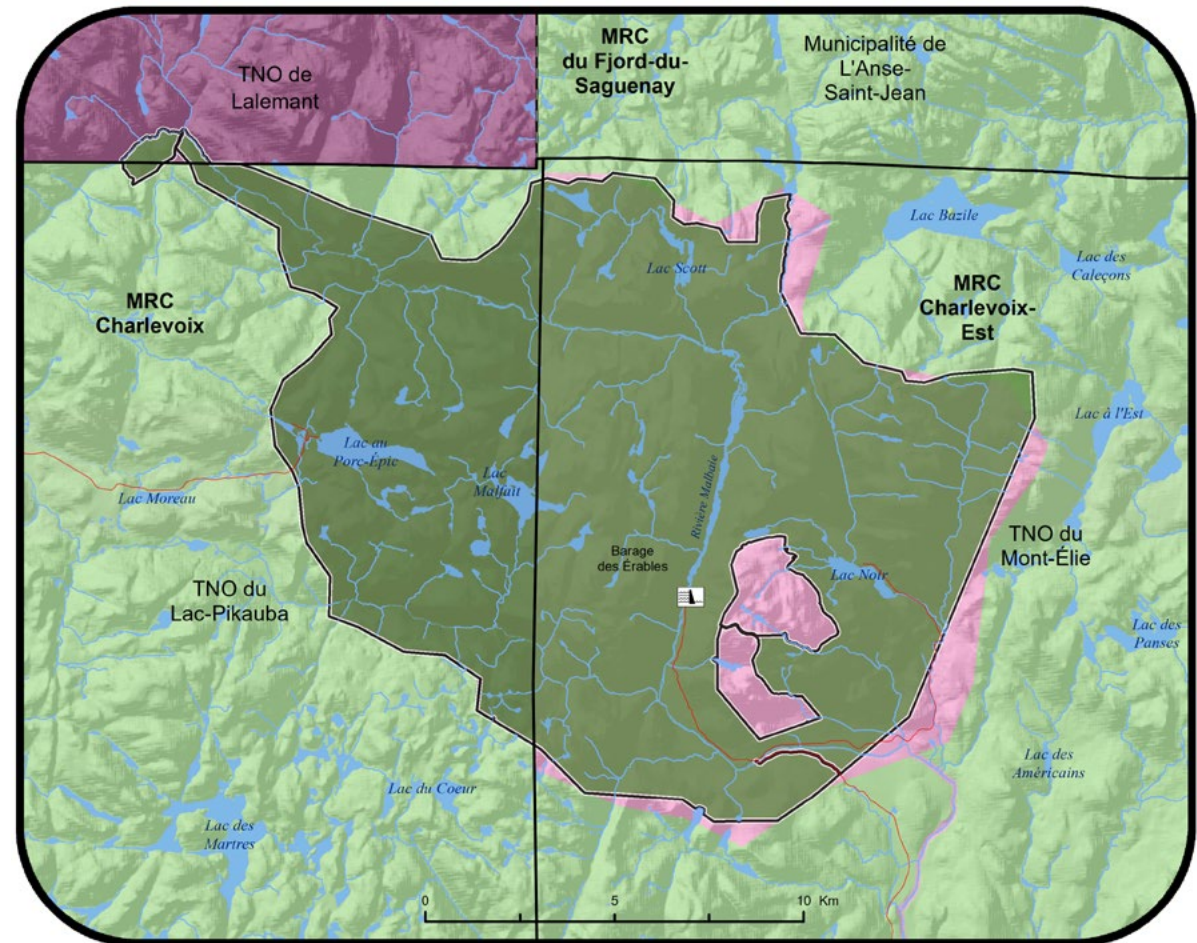 TNO de
Lalemant
MRC
du Fjord-du-
Saguenay
Municipalité de
L'Anse-
Saint-Jean
Lac Bazile
Lac des
Caleçons
Lac Scott
MRC
Charlevoix
MRC
Charlevoix-
Est
Lac à l'Est
Lac au
Porc-Épic
Lac
Malfait
Lac Moreau
Rivière Malbaie
TNO du
Mont-Élie
Barage
des Érables
Lac Noir
TNO du
Lac-Pikauba
Lac des
Panses
Lac des
Américains
Lac du Coeur
Lac des
Martres
0 5 10 Km